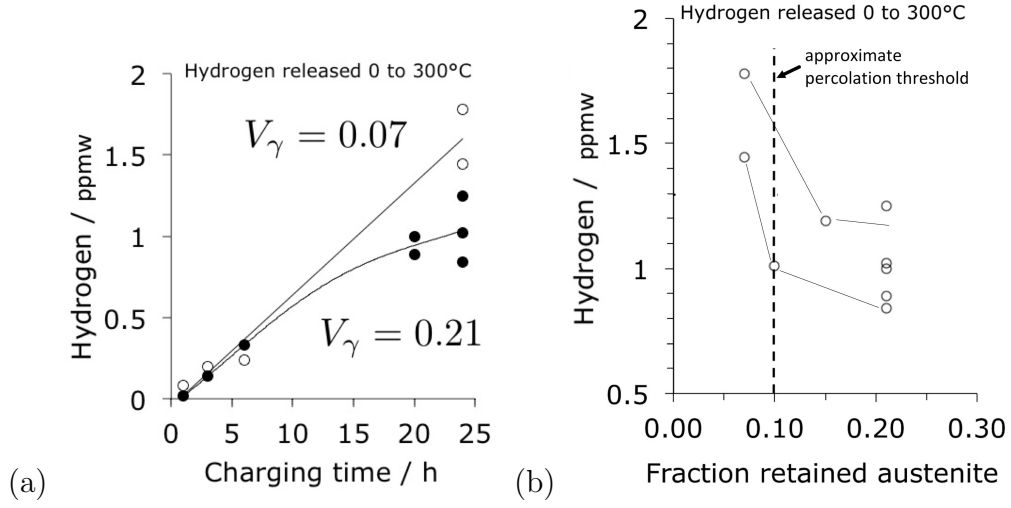 Hydrogen released 0 to 300°C
Hydrogen / ppmw
2
1.5
1
0.5
0
V_γ = 0.07
V_γ = 0.21
0 5 10 15 20 25
Charging time / h
(a)
Hydrogen released 0 to 300°C
Hydrogen / ppmw
2
1.5
1
0.5
approximate
percolation threshold
0.00 0.10 0.20 0.30
Fraction retained austenite
(b)